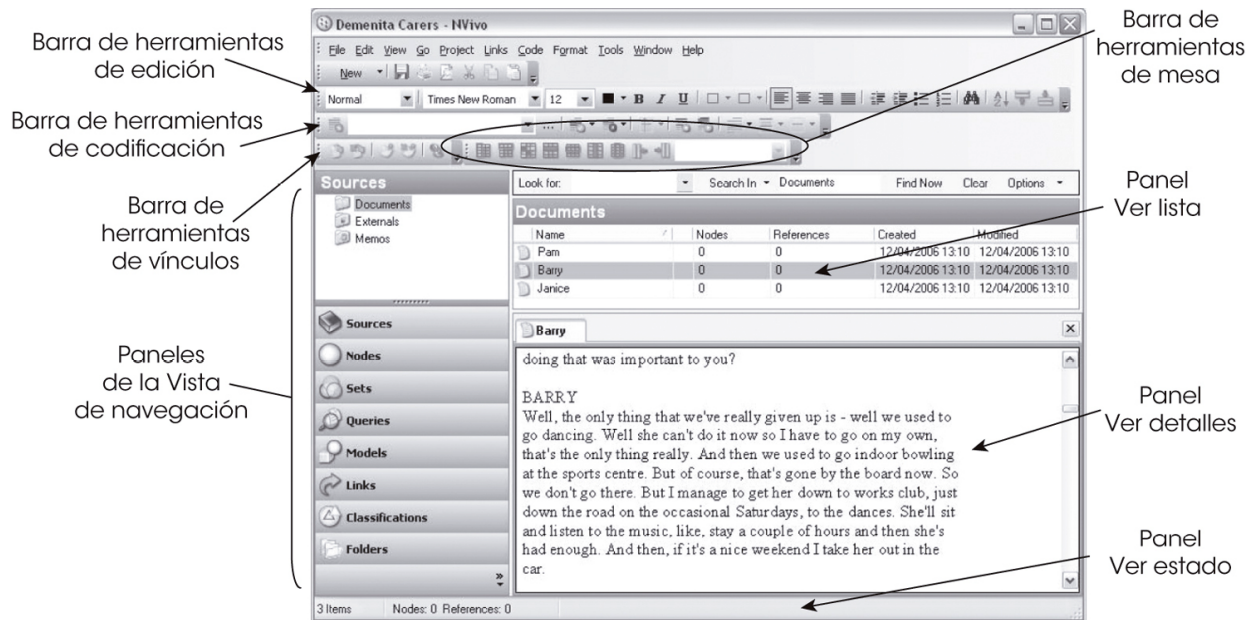 Barra de herramientas
de edición
Barra de herramientas
de codificación
Barra de
herramientas
de vínculos
Paneles
de la Vista
de navegación
Dementia Carers - NVivo
File Edit View Go Project Links Code Format Tools Window Help
New
Normal Times New Roman 12 B I U
Sources
Documents
Externals
Memos
Sources
Nodes
Sets
Queries
Models
Links
Classifications
Folders
Look for: Search In Documents Find Now Clear Options
Documents
Name Nodes References Created Modified
Pam 0 0 12/04/2006 13:10 12/04/2006 13:10
Barry 0 0 12/04/2006 13:10 12/04/2006 13:10
Janice 0 0 12/04/2006 13:10 12/04/2006 13:10
Barry
doing that was important to you?
BARRY
Well, the only thing that we've really given up is - well we used to
go dancing. Well she can't do it now so I have to go on my own,
that's the only thing really. And then we used to go indoor bowling
at the sports centre. But of course, that's gone by the board now. So
we don't go there. But I manage to get her down to works club, just
down the road on the occasional Saturdays, to the dances. She'll sit
and listen to the music, like, stay a couple of hours and then she's
had enough. And then, if it's a nice weekend I take her out in the
car.
3 Items Nodes: 0 References: 0
Barra de
herramientas
de mesa
Panel
Ver lista
Panel
Ver detalles
Panel
Ver estado